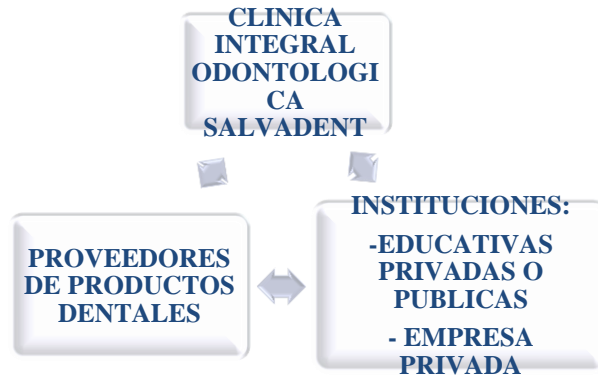 CLINICA
INTEGRAL
ODONTOLOGI
CA
SALVADENT
PROVEEDORES
DE PRODUCTOS
DENTALES
INSTITUCIONES:
-EDUCATIVAS
PRIVADAS O
PUBLICAS
- EMPRESA
PRIVADA